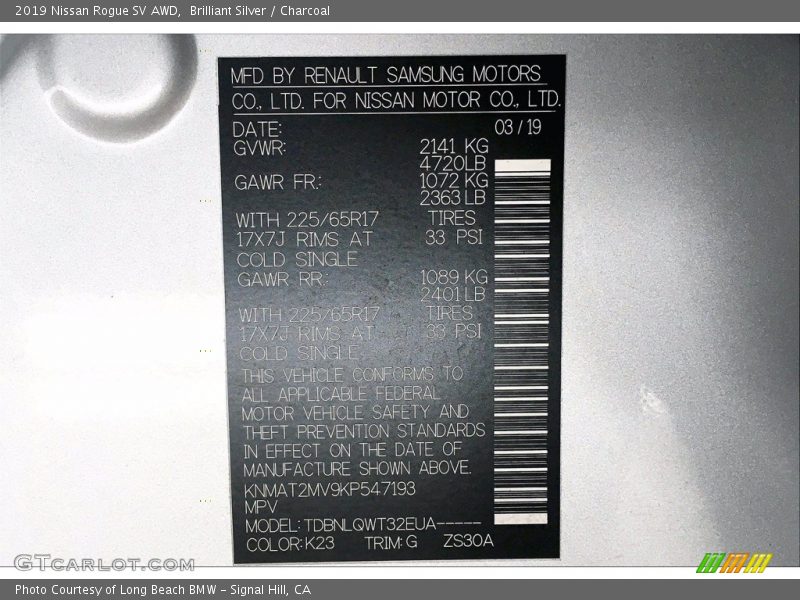 2019 Nissan Rogue SV AWD,  Brilliant Silver / Charcoal
MFD BY RENAULT SAMSUNG MOTORS
CO., LTD. FOR NISSAN MOTOR CO., LTD.
DATE: 03 / 19
GVWR: 2141 KG
4720LB
GAWR FR.: 1072 KG
2363 LB
WITH 225/65R17 TIRES
17X7J RIMS AT 33 PSI
COLD SINGLE
GAWR RR: 1089 KG
2401 LB
WITH 225/65R17 TIRES
17X7J RIMS AT 33 PSI
COLD SINGLE
THIS VEHICLE CONFORMS TO
ALL APPLICABLE FEDERAL
MOTOR VEHICLE SAFETY AND
THEFT PREVENTION STANDARDS
IN EFFECT ON THE DATE OF
MANUFACTURE SHOWN ABOVE.
KNMAT2MV9KP547193
MPV
MODEL: TDBNLQWT32EUA-----
COLOR: K23 TRIM: G ZS30A
GTCARLOT.COM
Photo Courtesy of Long Beach BMW - Signal Hill, CA